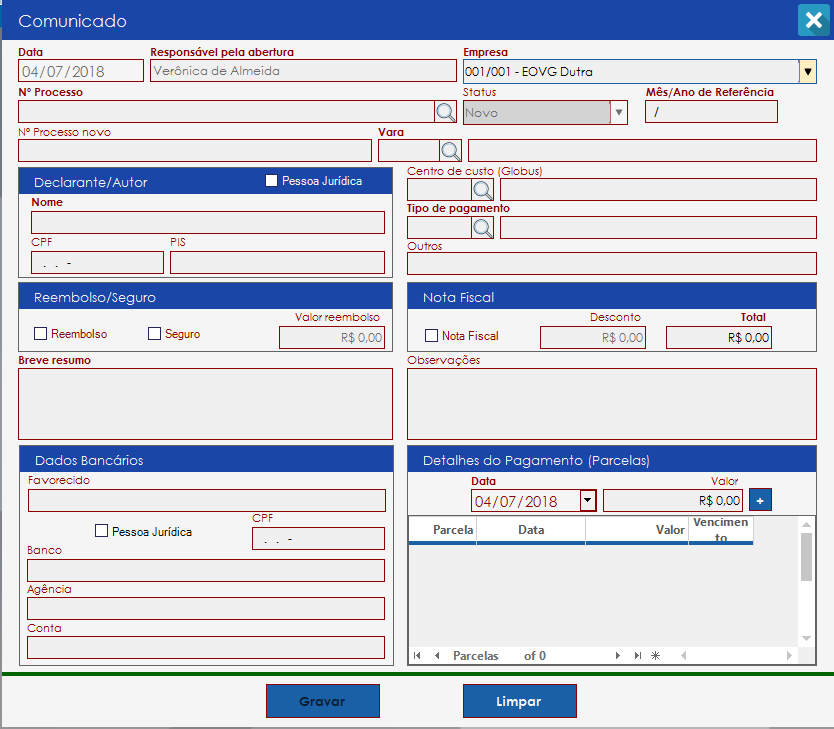 Comunicado
Data Responsável pela abertura Empresa
04/07/2018 Verônica de Almeida 001/001 - EOVG Dutra
Nº Processo Status Mês/Ano de Referência
Novo /
Nº Processo novo Vara
Declarante/Autor Pessoa Jurídica
Centro de custo (Globus)
Nome
Tipo de pagamento
CPF PIS
. . -
Outros
Reembolso/Seguro
Nota Fiscal
Valor reembolso
Reembolso Seguro R$ 0,00
Desconto Total
Nota Fiscal R$ 0,00 R$ 0,00
Breve resumo
Observações
Dados Bancários
Favorecido
Pessoa Jurídica
CPF
. . -
Banco
Agência
Conta
Detalhes do Pagamento (Parcelas)
Data Valor
04/07/2018 R$ 0,00 +
Parcela Data Valor Vencimen
to
Parcelas of 0
Gravar Limpar